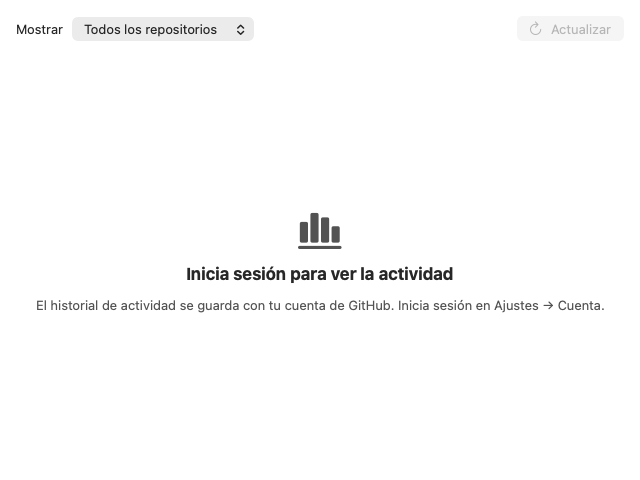 Mostrar Todos los repositorios Actualizar
Inicia sesión para ver la actividad
El historial de actividad se guarda con tu cuenta de GitHub. Inicia sesión en Ajustes → Cuenta.